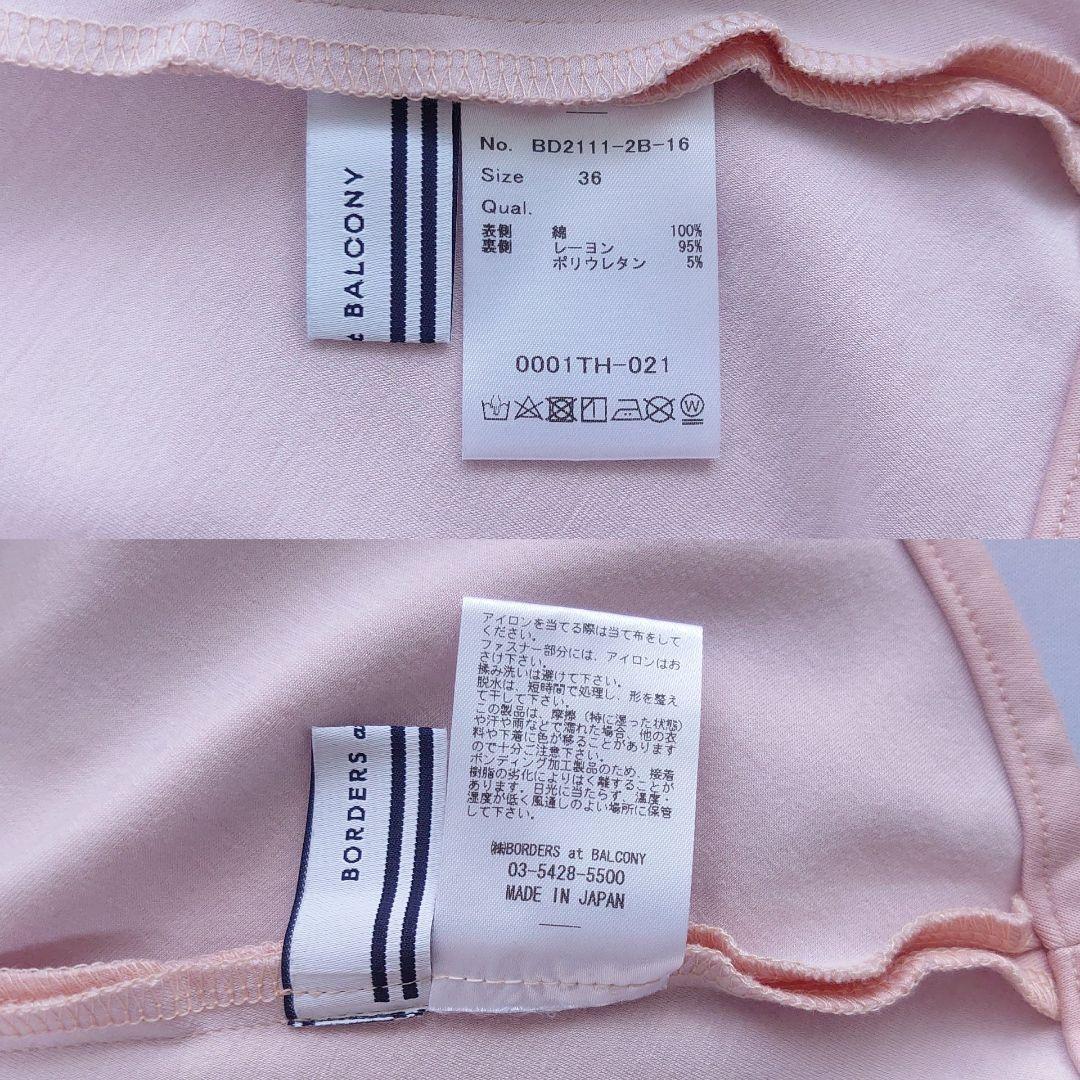 & BALCONY
No. BD2111-2B-16
Size 36
Qual.
表側 綿 100%
裏側 レーヨン 95%
ポリウレタン 5%
0001TH-021
W
BORDERS a
アイロンを当てる際は当て布をして
ください。
ファスナー部分には、アイロンはお
さけ下さい。
揉み洗いは避けて下さい。
脱水は、短時間で処理し、形を整え
て干して下さい。
この製品は、摩擦(特に湿った状態)
や汗や雨などで濡れた場合、他の衣
料や下着に色が移ることがあります
ので十分ご注意下さい。
ボンディング加工製品のため、接着
樹脂の劣化によりはく離することが
あります。日光に当たらず、温度・
湿度が低く風通しのよい場所に保管
して下さい。
㈱BORDERS at BALCONY
03-5428-5500
MADE IN JAPAN